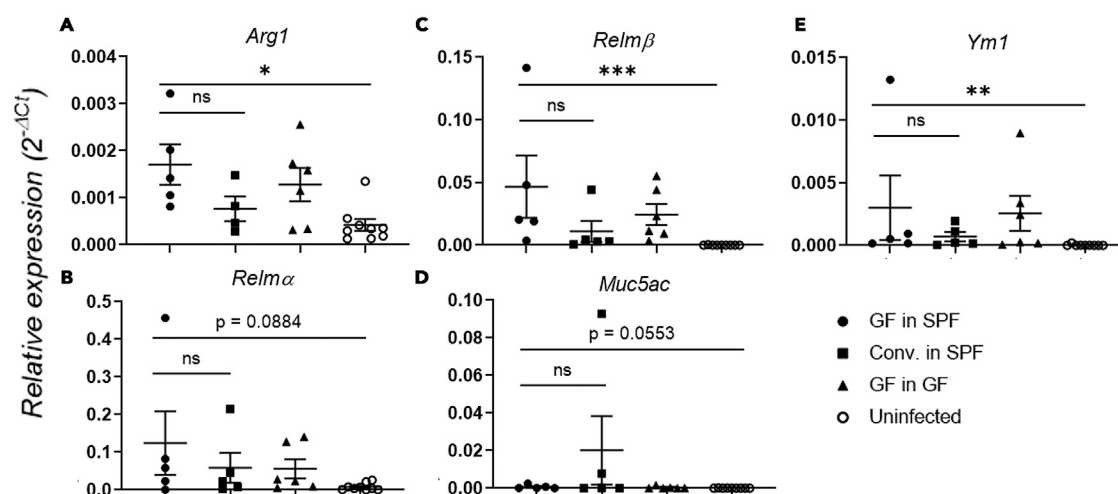 A
Arg1
0.004
0.003
0.002
0.001
0.000
*
ns
C
Relmβ
0.15
0.10
0.05
0.00
***
ns
E
Ym1
0.015
0.010
0.005
0.000
**
ns
Relative expression (2^-ΔCt)
B
Relmα
0.5
0.4
0.3
0.2
0.1
0.0
p = 0.0884
ns
D
Muc5ac
0.10
0.08
0.06
0.04
0.02
0.00
p = 0.0553
ns
GF in SPF
Conv. in SPF
GF in GF
Uninfected